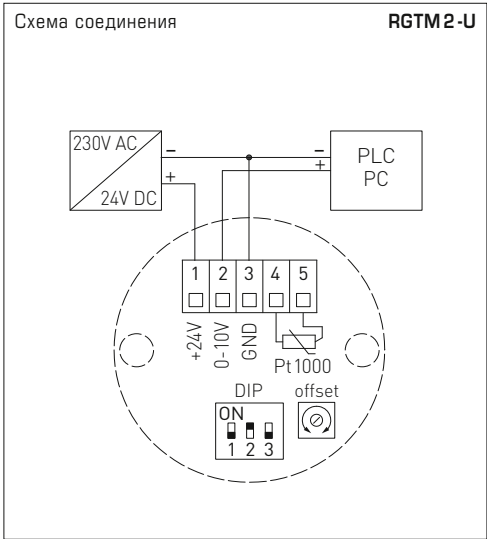 Схема соединения RGTM 2-U
230V AC
24V DC
–
+
–
+
PLC
PC
1 2 3 4 5
+24V
0-10V
GND
Pt1000
DIP
offset
ON
1 2 3